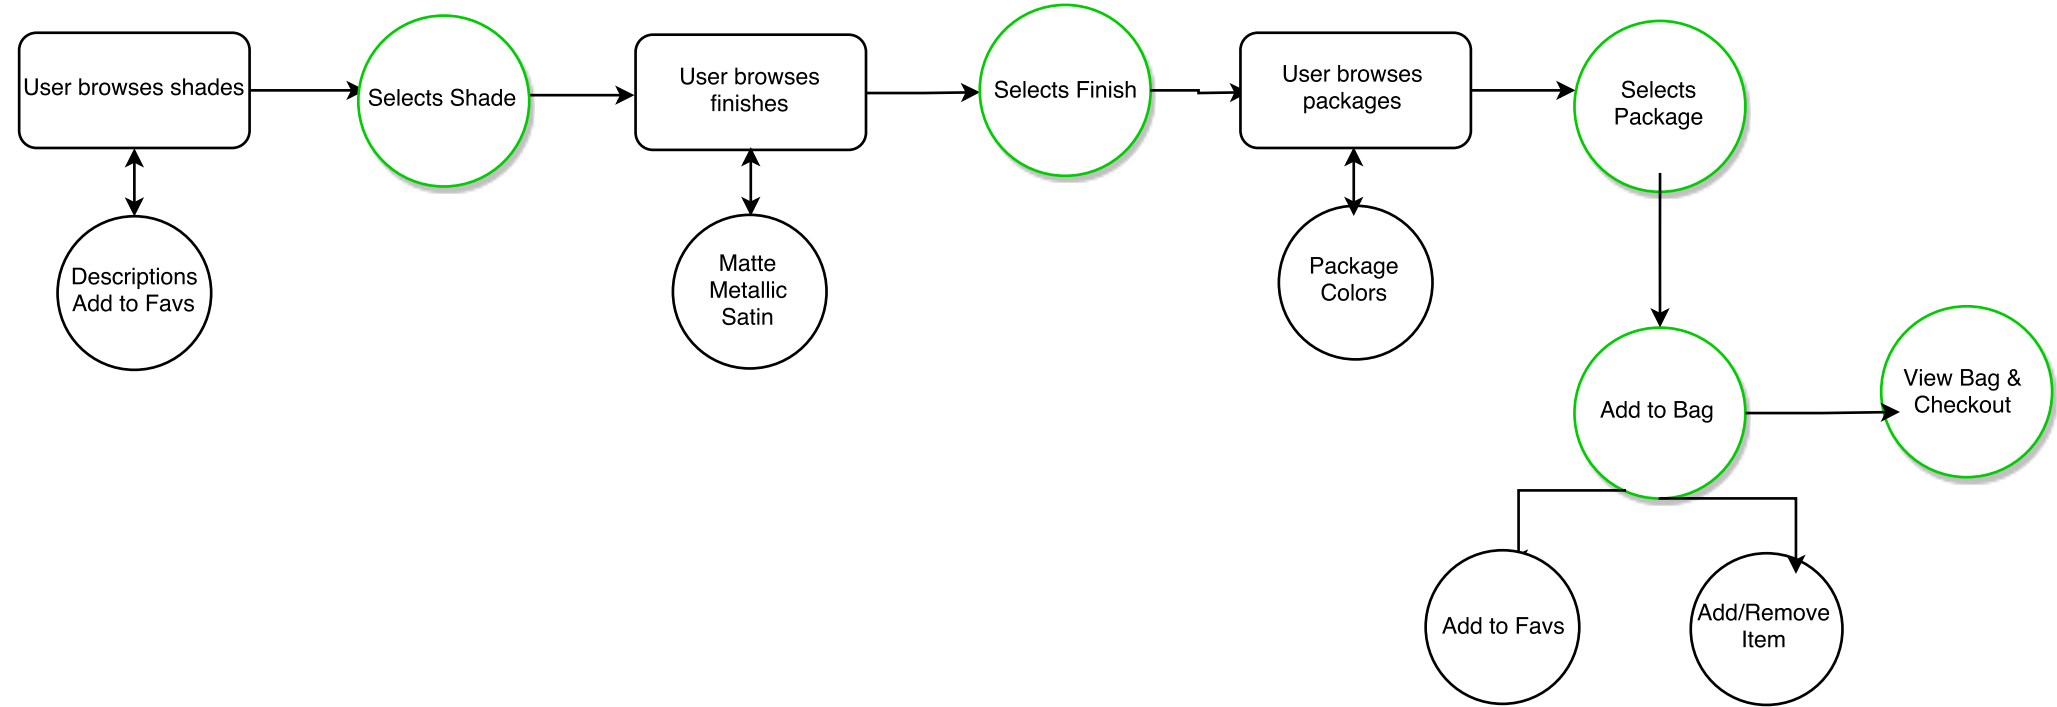 User browses shades
Selects Shade
User browses
finishes
Selects Finish
User browses
packages
Selects
Package
Descriptions
Add to Favs
Matte
Metallic
Satin
Package
Colors
Add to Bag
View Bag &
Checkout
Add to Favs
Add/Remove
Item